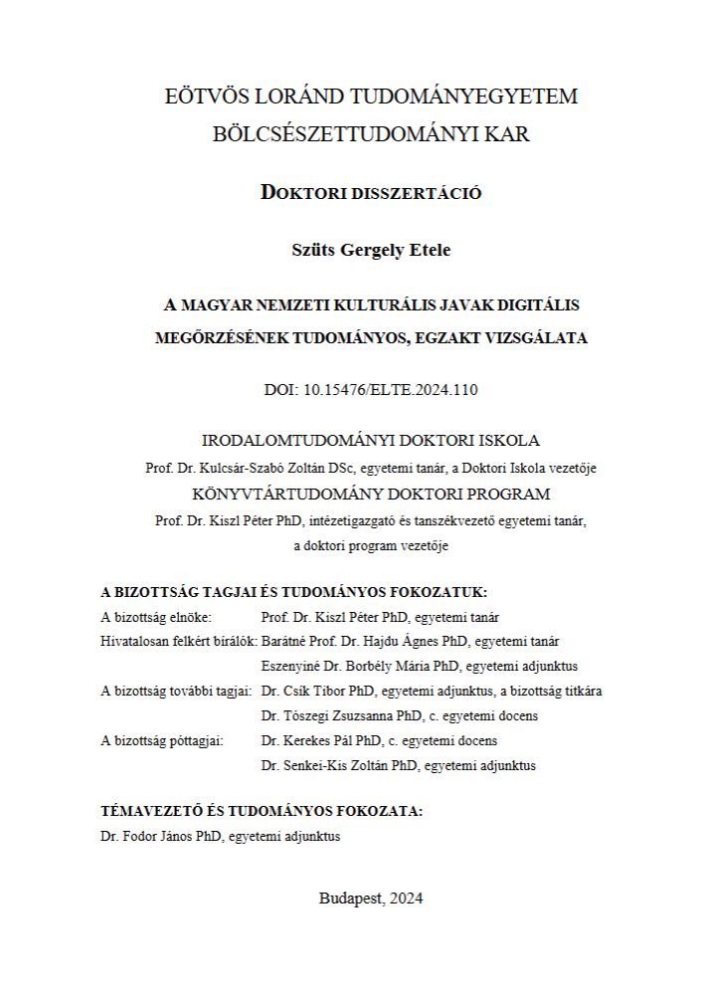 EÖTVÖS LORÁND TUDOMÁNYEGYETEM
BÖLCSÉSZETTUDOMÁNYI KAR
DOKTORI DISSZERTÁCIÓ
Szüts Gergely Etele
A MAGYAR NEMZETI KULTURÁLIS JAVAK DIGITÁLIS
MEGŐRZÉSÉNEK TUDOMÁNYOS, EGZAKT VIZSGÁLATA
DOI: 10.15476/ELTE.2024.110
IRODALOMTUDOMÁNYI DOKTORI ISKOLA
Prof. Dr. Kulcsár-Szabó Zoltán DSc, egyetemi tanár, a Doktori Iskola vezetője
KÖNYVTÁRTUDOMÁNY DOKTORI PROGRAM
Prof. Dr. Kiszl Péter PhD, intézetigazgató és tanszékvezető egyetemi tanár,
a doktori program vezetője
A BIZOTTSÁG TAGJAI ÉS TUDOMÁNYOS FOKOZATUK:
A bizottság elnöke: Prof. Dr. Kiszl Péter PhD, egyetemi tanár
Hivatalosan felkért bírálók: Barátné Prof. Dr. Hajdu Ágnes PhD, egyetemi tanár
Eszenyiné Dr. Borbély Mária PhD, egyetemi adjunktus
A bizottság további tagjai: Dr. Csík Tibor PhD, egyetemi adjunktus, a bizottság titkára
Dr. Tószegi Zsuzsanna PhD, c. egyetemi docens
A bizottság póttagjai: Dr. Kerekes Pál PhD, c. egyetemi docens
Dr. Senkei-Kis Zoltán PhD, egyetemi adjunktus
TÉMAVEZETŐ ÉS TUDOMÁNYOS FOKOZATA:
Dr. Fodor János PhD, egyetemi adjunktus
Budapest, 2024